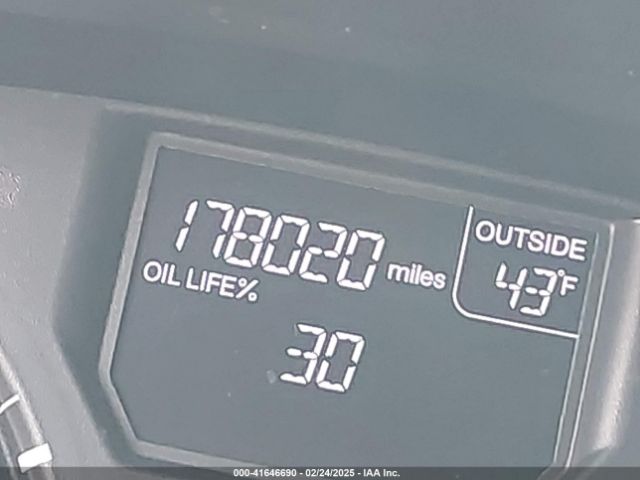 178020 miles
OUTSIDE
43°F
OIL LIFE%
30
000-41646690 - 02/24/2025 - IAA Inc.